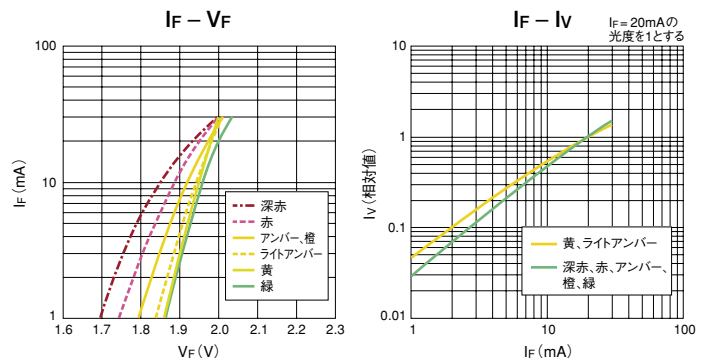 IF – VF
100
10
1
IF (mA)
1.6 1.7 1.8 1.9 2.0 2.1 2.2 2.3
VF (V)
深赤
赤
アンバー、橙
ライトアンバー
黄
緑
IF – IV
IF = 20mAの
光度を1とする
10
1
0.1
0.01
IV (相対値)
1 10 100
IF (mA)
黄、ライトアンバー
深赤、赤、アンバー、
橙、緑